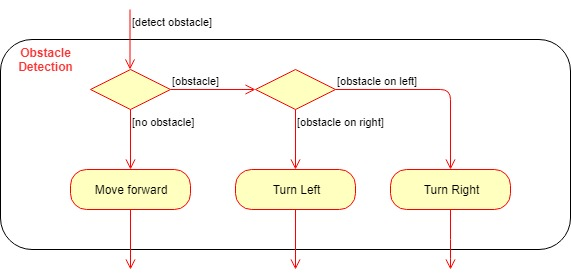 [detect obstacle]
Obstacle
Detection
[obstacle]
[obstacle on left]
[no obstacle]
[obstacle on right]
Move forward
Turn Left
Turn Right